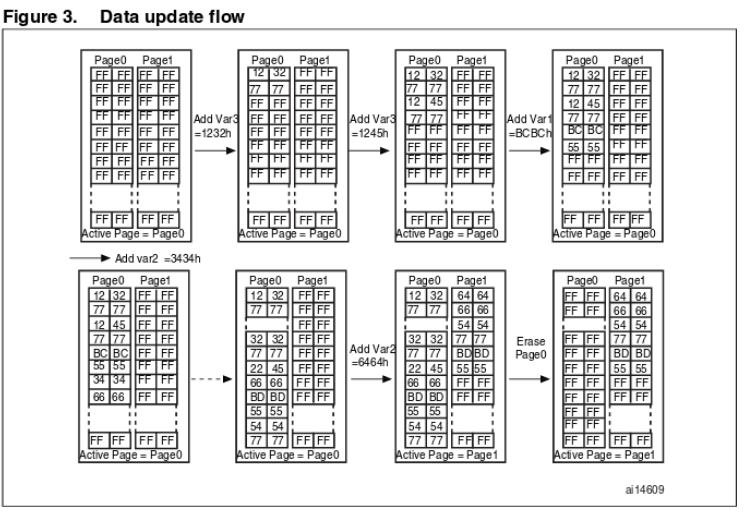 Figure 3. Data update flow
Page0 Page1 Page0 Page1 Page0 Page1 Page0 Page1
FF FF FF FF 12 32 FF FF 12 32 FF FF 12 32 FF FF
FF FF FF FF 77 77 FF FF 77 77 FF FF 77 77 FF FF
FF FF FF FF FF FF FF FF 12 45 FF FF 12 45 FF FF
FF FF FF FF Add Var3 FF FF FF FF Add Var3 77 77 FF FF Add Var1 77 77 FF FF
FF FF FF FF =1232h FF FF FF FF =1245h FF FF FF FF =BCBCh BC BC FF FF
FF FF FF FF FF FF FF FF FF FF FF FF 55 55 FF FF
FF FF FF FF FF FF FF FF FF FF FF FF FF FF FF FF
FF FF FF FF FF FF FF FF FF FF FF FF FF FF FF FF
FF FF FF FF FF FF FF FF FF FF FF FF FF FF FF FF
Active Page = Page0 Active Page = Page0 Active Page = Page0 Active Page = Page0
Add var2 =3434h
Page0 Page1 Page0 Page1 Page0 Page1 Page0 Page1
12 32 FF FF 12 32 FF FF 12 32 64 64 FF FF 64 64
77 77 FF FF 77 77 FF FF 77 77 66 66 FF FF 66 66
12 45 FF FF FF FF 54 54 54 54
77 77 FF FF 32 32 FF FF 32 32 77 77 FF FF 77 77
BC BC FF FF 77 77 FF FF Add Var2 77 77 BD BD Erase FF FF BD BD
55 55 FF FF 22 45 FF FF =6464h 22 45 55 55 Page0 FF FF 55 55
34 34 FF FF 66 66 FF FF 66 66 FF FF FF FF FF FF
66 66 FF FF BD BD FF FF BD BD FF FF FF FF FF FF
55 55 55 55 FF FF
54 54 54 54 FF FF
FF FF FF FF 77 77 FF FF 77 77 FF FF FF FF FF FF
Active Page = Page0 Active Page = Page0 Active Page = Page1 Active Page = Page1
ai14609